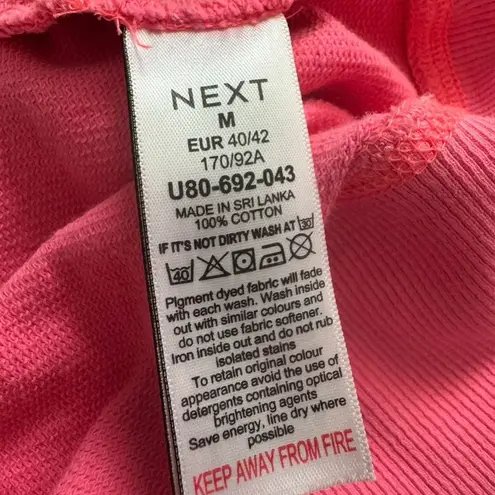 NEXT
M
EUR 40/42
170/92A
U80-692-043
MADE IN SRI LANKA
100% COTTON
IF IT'S NOT DIRTY WASH AT 30
40
Pigment dyed fabric will fade
with each wash. Wash inside
out with similar colours and
do not use fabric softener.
Iron inside out and do not rub
isolated stains
To retain original colour
appearance avoid the use of
detergents containing optical
brightening agents
Save energy, line dry where
possible
KEEP AWAY FROM FIRE